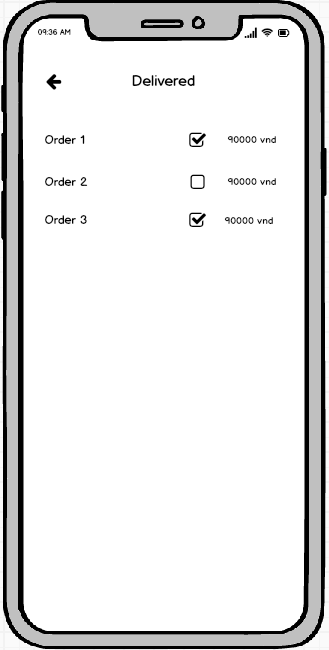 09:36 AM
Delivered
Order 1 90000 vnd
Order 2 90000 vnd
Order 3 90000 vnd